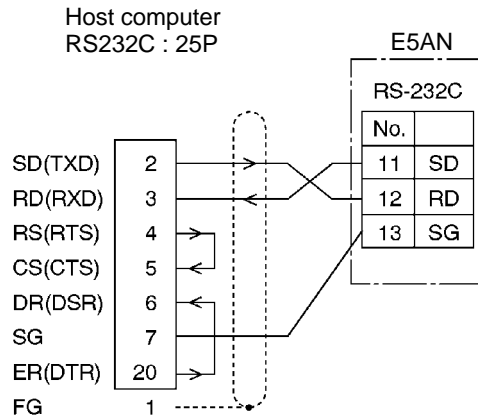 Host computer
RS232C : 25P
E5AN
RS-232C
No.
SD(TXD) 2 11 SD
RD(RXD) 3 12 RD
RS(RTS) 4 13 SG
CS(CTS) 5
DR(DSR) 6
SG 7
ER(DTR) 20
FG 1